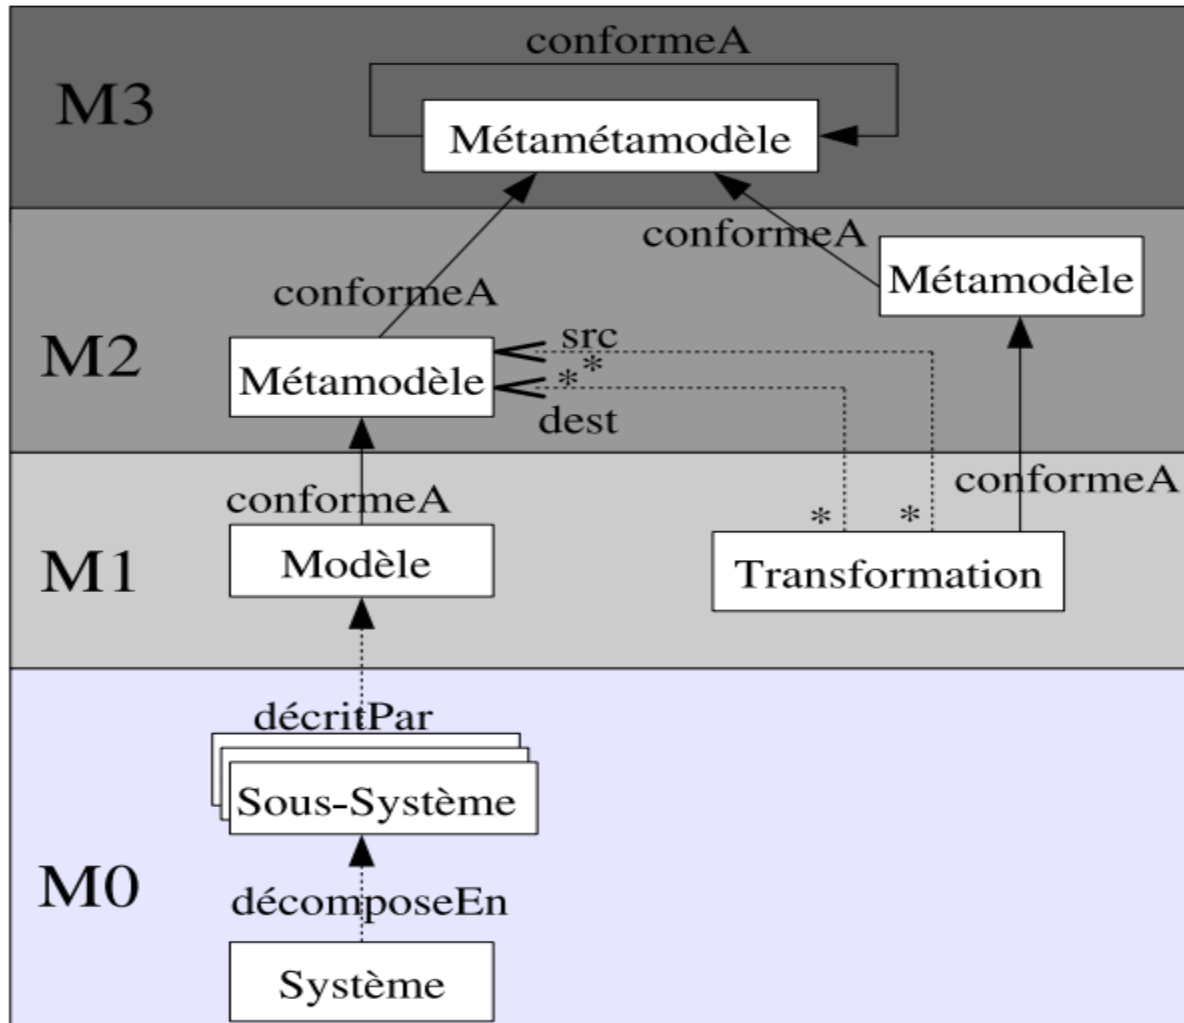 conformeA
M3
Métamétamodèle
conformeA
Métamodèle
conformeA
M2
src
*
*
Métamodèle
dest
conformeA
conformeA
*
*
M1
Modèle
Transformation
décritPar
Sous-Système
M0
décomposeEn
Système